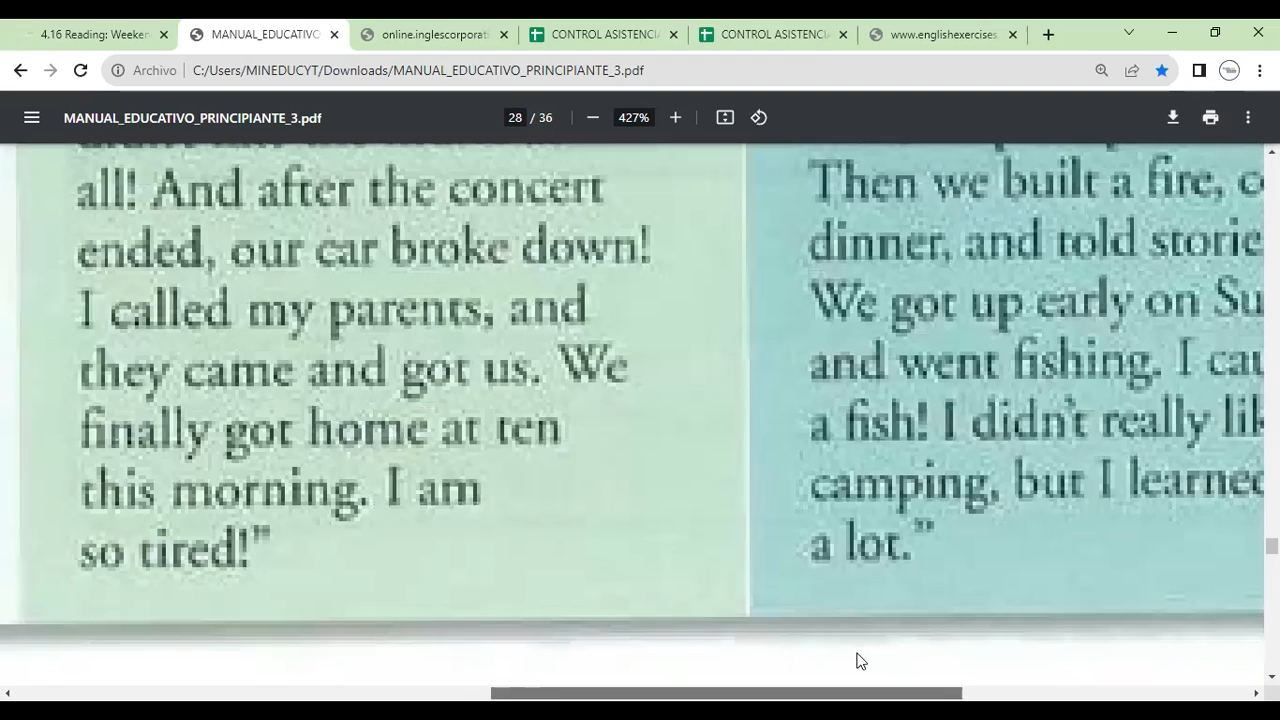 4.16 Reading: Weeken
MANUAL_EDUCATIVO
online.inglescorporati
CONTROL ASISTENCIA
CONTROL ASISTENCIA
www.englishexercises
Archivo
C:/Users/MINEDUCYT/Downloads/MANUAL_EDUCATIVO_PRINCIPIANTE_3.pdf
MANUAL_EDUCATIVO_PRINCIPIANTE_3.pdf
28 / 36
427%
all! And after the concert
ended, our car broke down!
I called my parents, and
they came and got us. We
finally got home at ten
this morning. I am
so tired!”
Then we built a fire, c
dinner, and told storie
We got up early on Su
and went fishing. I cau
a fish! I didn’t really lik
camping, but I learned
a lot.”